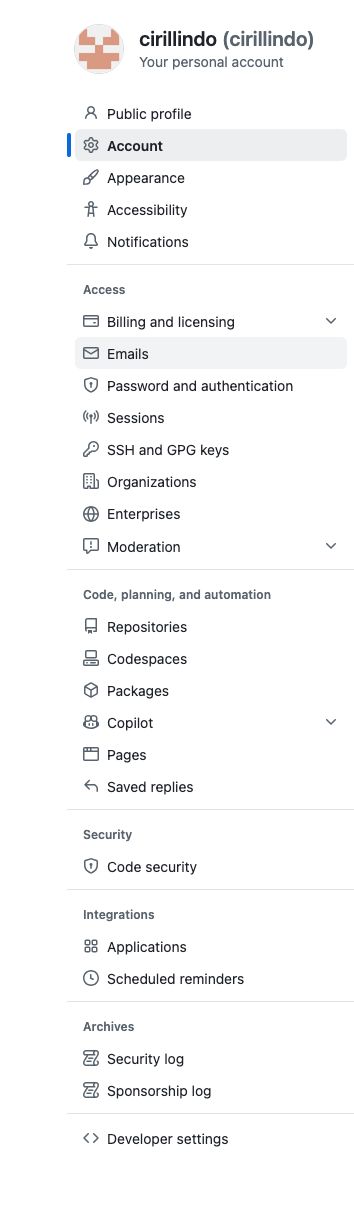 cirillindo (cirillindo)
Your personal account
Public profile
Account
Appearance
Accessibility
Notifications
Access
Billing and licensing
Emails
Password and authentication
Sessions
SSH and GPG keys
Organizations
Enterprises
Moderation
Code, planning, and automation
Repositories
Codespaces
Packages
Copilot
Pages
Saved replies
Security
Code security
Integrations
Applications
Scheduled reminders
Archives
Security log
Sponsorship log
Developer settings